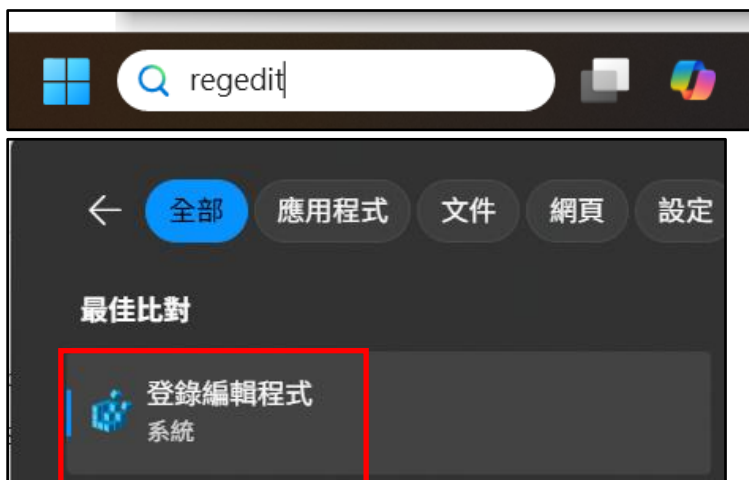 regedit
全部 應用程式 文件 網頁 設定
最佳比對
登錄編輯程式
系統